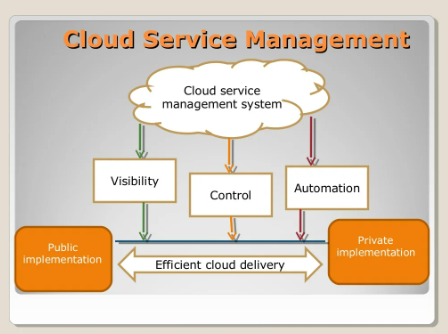 Cloud Service Management
Cloud service
management system
Visibility
Control
Automation
Public
implementation
Private
implementation
Efficient cloud delivery